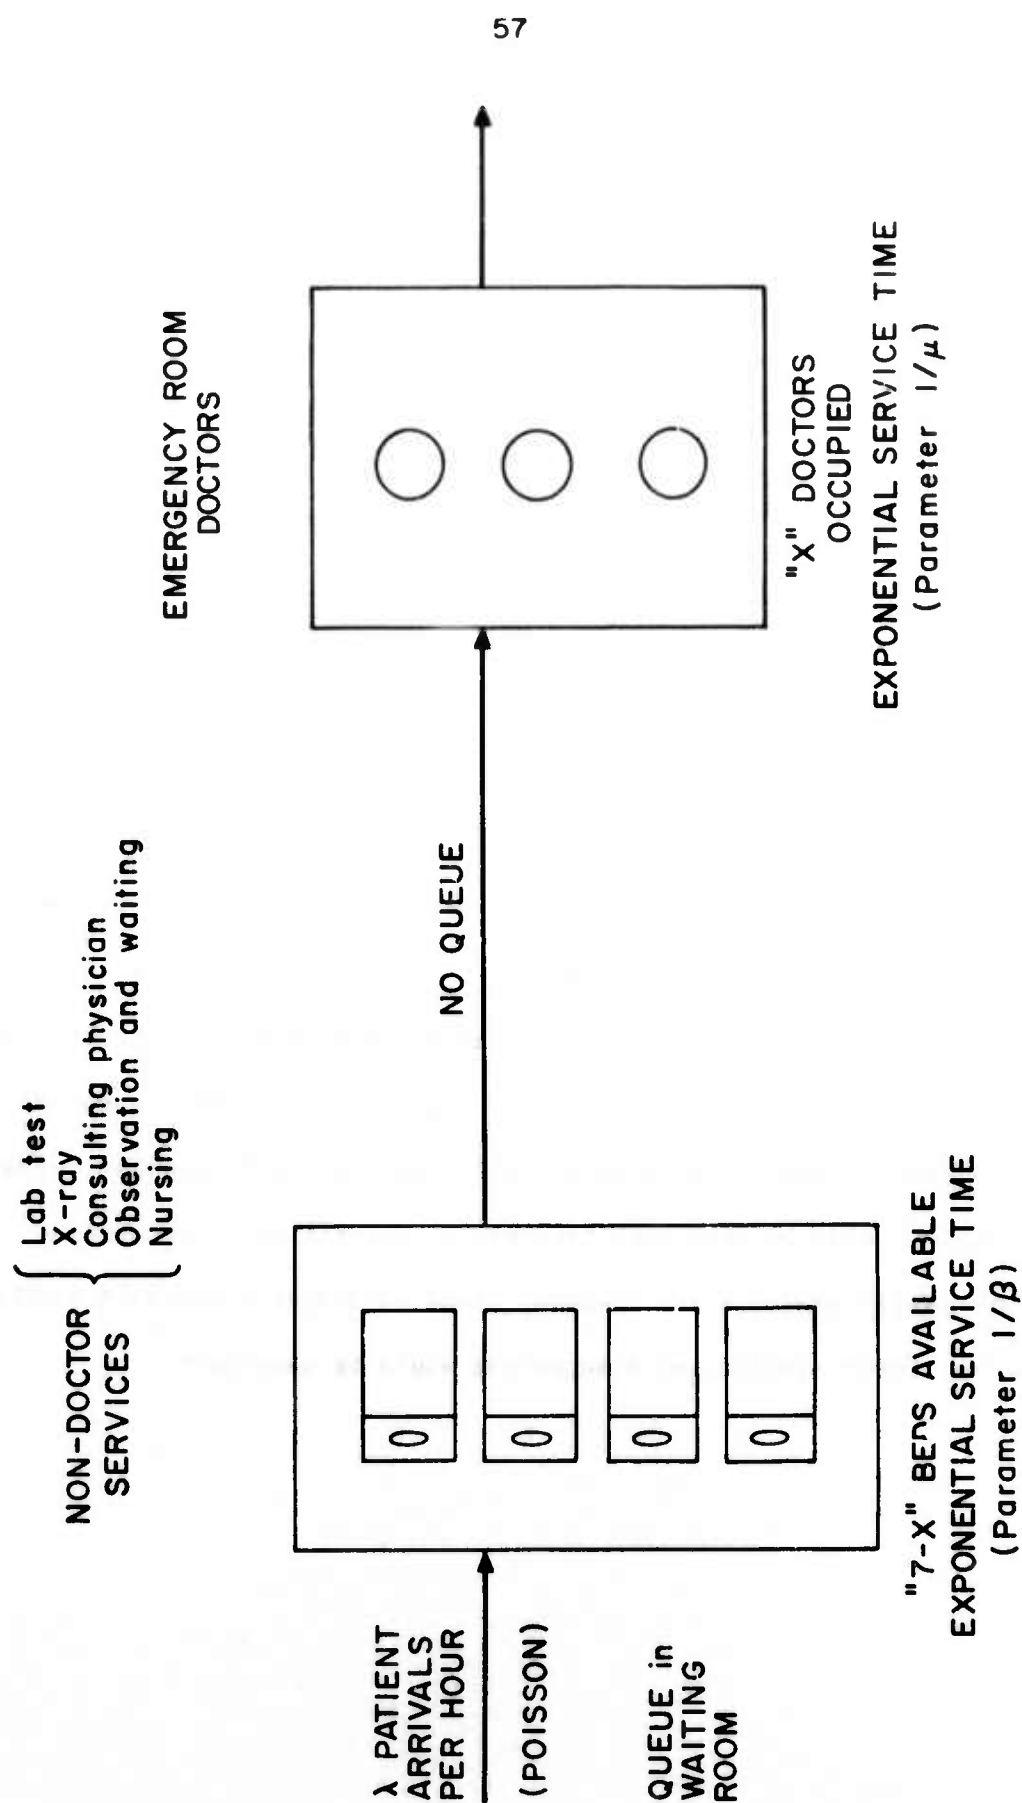 57
Lab test
X-ray
Consulting physician
Observation and waiting
Nursing
NON-DOCTOR
SERVICES
EMERGENCY ROOM
DOCTORS
λ PATIENT
ARRIVALS
PER HOUR
(POISSON)
QUEUE in
WAITING
ROOM
NO QUEUE
"7-X" BEDS AVAILABLE
EXPONENTIAL SERVICE TIME
(Parameter 1/β)
"X" DOCTORS
OCCUPIED
EXPONENTIAL SERVICE TIME
(Parameter 1/μ)